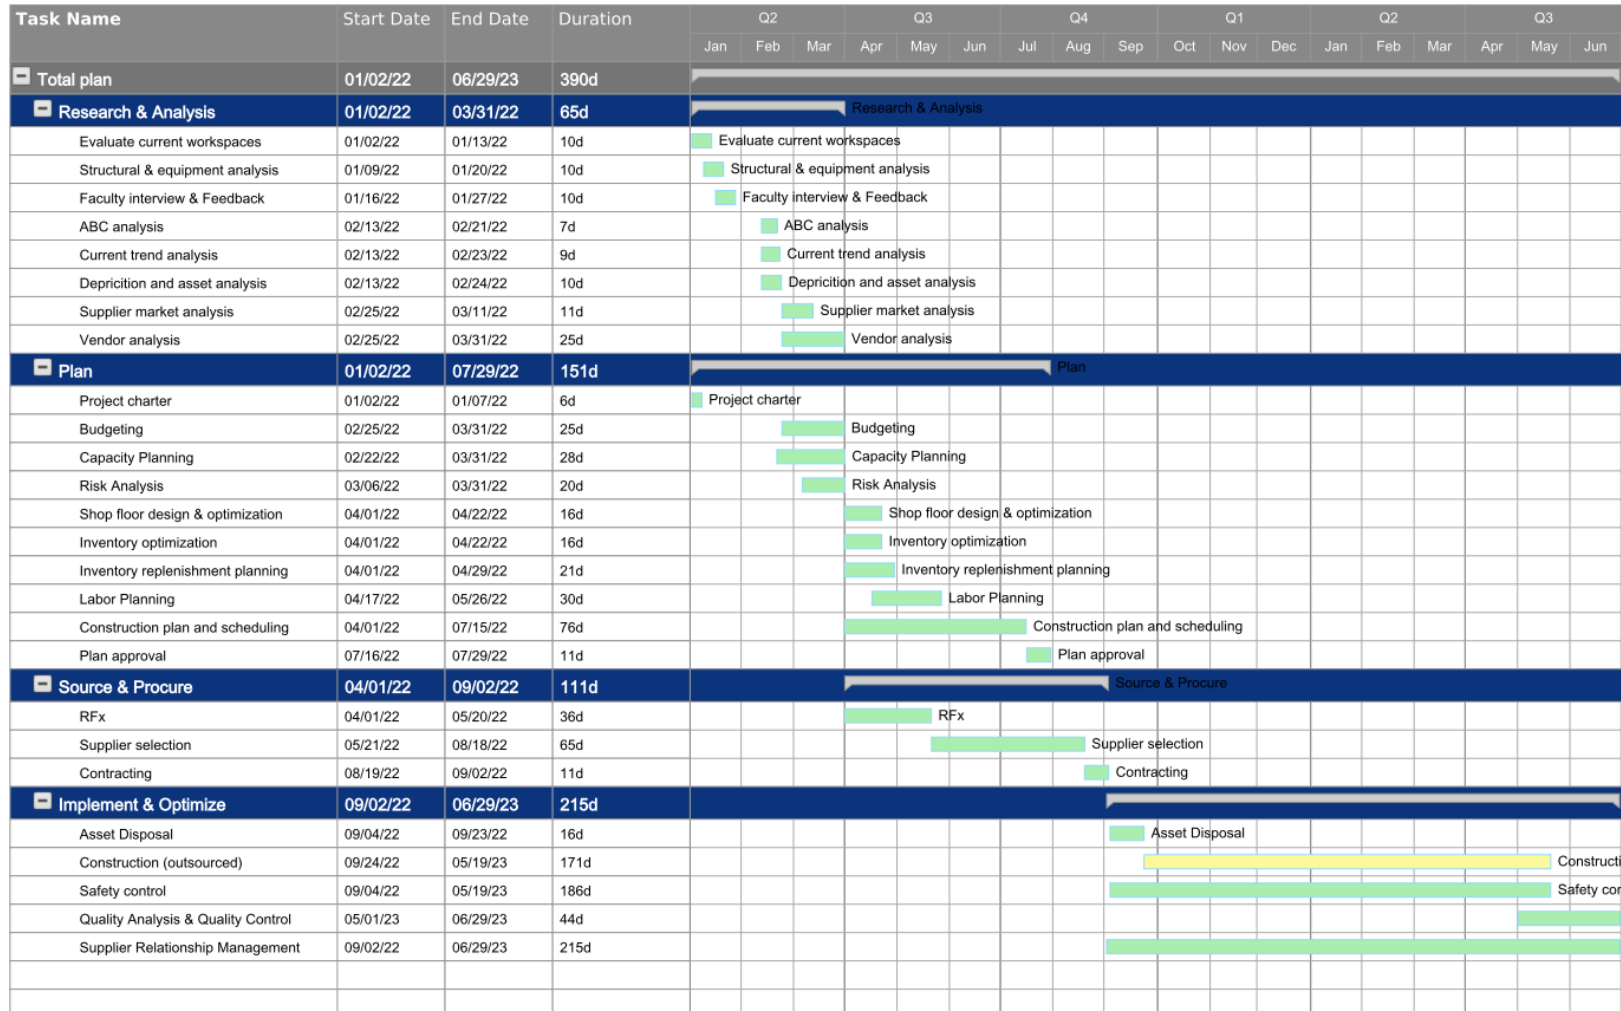 Task Name Start Date End Date Duration Q2 Q3 Q4 Q1 Q2 Q3
Jan Feb Mar Apr May Jun Jul Aug Sep Oct Nov Dec Jan Feb Mar Apr May Jun
Total plan 01/02/22 06/29/23 390d
Research & Analysis 01/02/22 03/31/22 65d Research & Analysis
Evaluate current workspaces 01/02/22 01/13/22 10d Evaluate current workspaces
Structural & equipment analysis 01/09/22 01/20/22 10d Structural & equipment analysis
Faculty interview & Feedback 01/16/22 01/27/22 10d Faculty interview & Feedback
ABC analysis 02/13/22 02/21/22 7d ABC analysis
Current trend analysis 02/13/22 02/23/22 9d Current trend analysis
Depricition and asset analysis 02/13/22 02/24/22 10d Depricition and asset analysis
Supplier market analysis 02/25/22 03/11/22 11d Supplier market analysis
Vendor analysis 02/25/22 03/31/22 25d Vendor analysis
Plan 01/02/22 07/29/22 151d Plan
Project charter 01/02/22 01/07/22 6d Project charter
Budgeting 02/25/22 03/31/22 25d Budgeting
Capacity Planning 02/22/22 03/31/22 28d Capacity Planning
Risk Analysis 03/06/22 03/31/22 20d Risk Analysis
Shop floor design & optimization 04/01/22 04/22/22 16d Shop floor design & optimization
Inventory optimization 04/01/22 04/22/22 16d Inventory optimization
Inventory replenishment planning 04/01/22 04/29/22 21d Inventory replenishment planning
Labor Planning 04/17/22 05/26/22 30d Labor Planning
Construction plan and scheduling 04/01/22 07/15/22 76d Construction plan and scheduling
Plan approval 07/16/22 07/29/22 11d Plan approval
Source & Procure 04/01/22 09/02/22 111d Source & Procure
RFx 04/01/22 05/20/22 36d RFx
Supplier selection 05/21/22 08/18/22 65d Supplier selection
Contracting 08/19/22 09/02/22 11d Contracting
Implement & Optimize 09/02/22 06/29/23 215d
Asset Disposal 09/04/22 09/23/22 16d Asset Disposal
Construction (outsourced) 09/24/22 05/19/23 171d Constructi
Safety control 09/04/22 05/19/23 186d Safety cor
Quality Analysis & Quality Control 05/01/23 06/29/23 44d
Supplier Relationship Management 09/02/22 06/29/23 215d